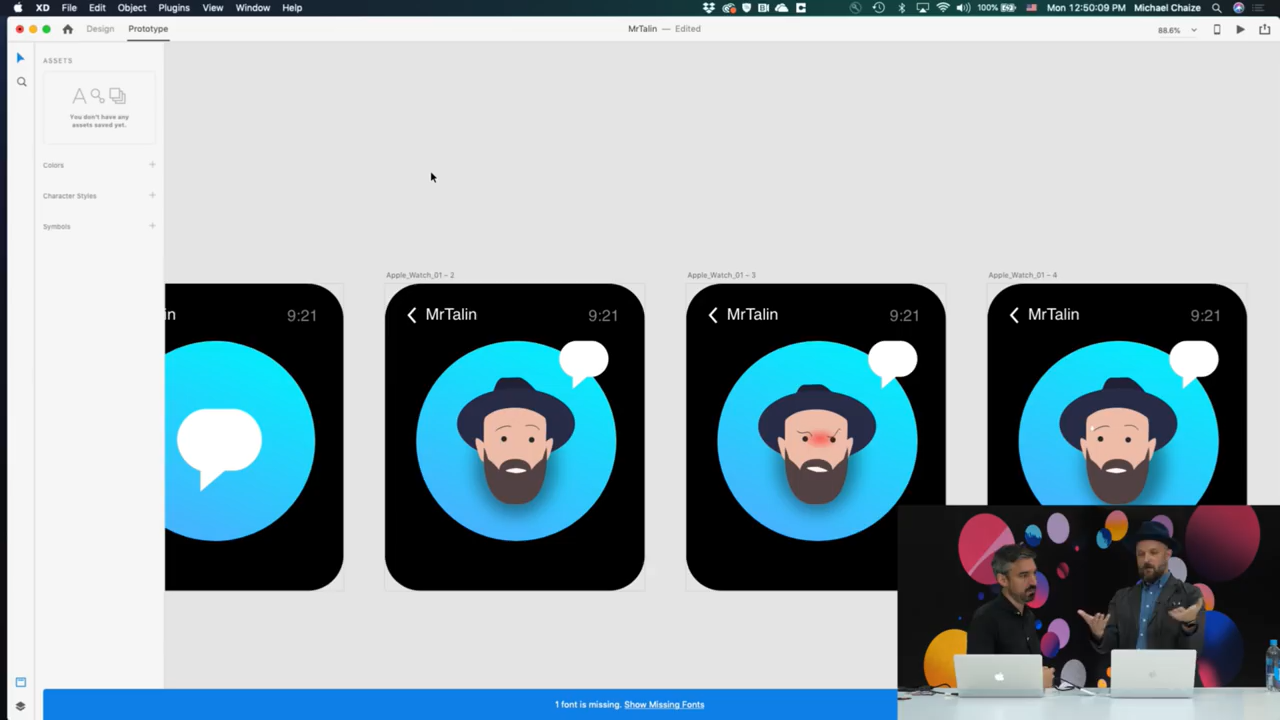 XD File Edit Object Plugins View Window Help
100% Mon 12:50:09 PM Michael Chaize
Design Prototype
MrTalin — Edited
88.6%
ASSETS
You don't have any
assets saved yet.
Colors
Character Styles
Symbols
Apple_Watch_01 – 2
Apple_Watch_01 – 3
Apple_Watch_01 – 4
in 9:21
MrTalin 9:21
MrTalin 9:21
MrTalin 9:21
1 font is missing. Show Missing Fonts